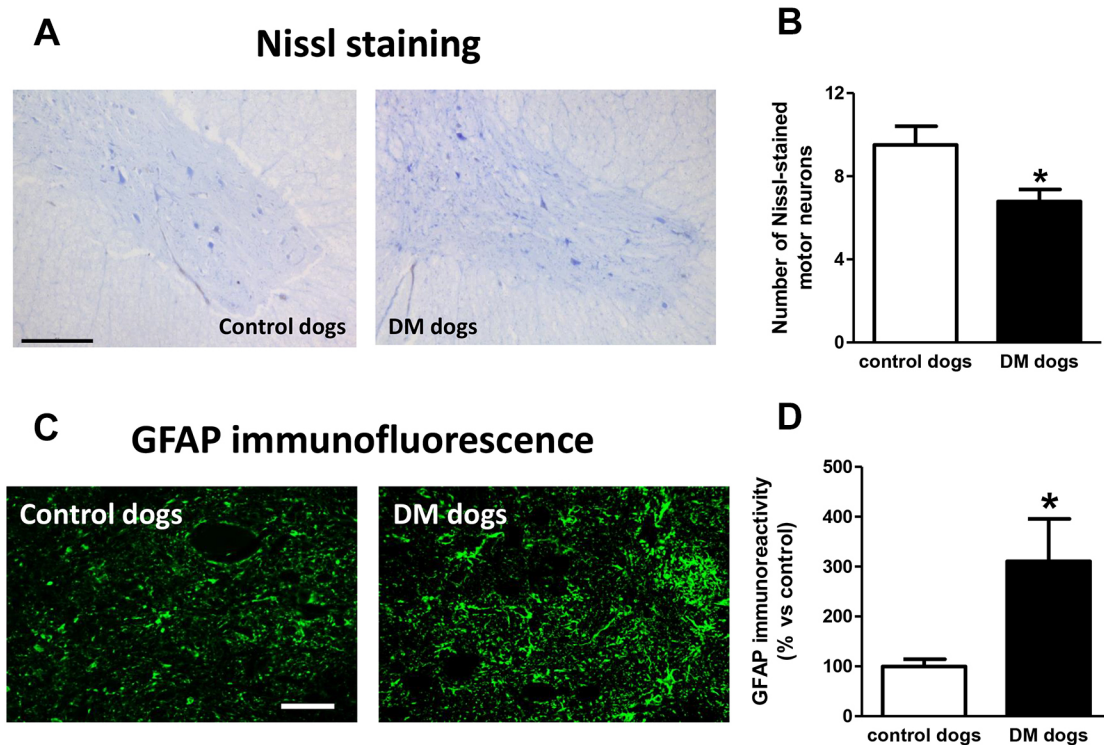 A
Nissl staining
Control dogs
DM dogs
B
Number of Nissl-stained
motor neurons
12
8
4
0
*
control dogs
DM dogs
C
GFAP immunofluorescence
Control dogs
DM dogs
D
GFAP immunoreactivity
(% vs control)
500
400
300
200
100
0
*
control dogs
DM dogs